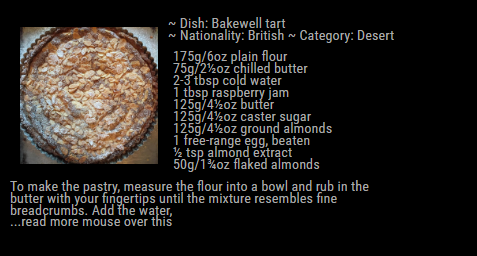 ~ Dish: Bakewell tart
~ Nationality: British ~ Category: Desert
175g/6oz plain flour
75g/2½oz chilled butter
2-3 tbsp cold water
1 tbsp raspberry jam
125g/4½oz butter
125g/4½oz caster sugar
125g/4½oz ground almonds
1 free-range egg, beaten
½ tsp almond extract
50g/1¾oz flaked almonds
To make the pastry, measure the flour into a bowl and rub in the
butter with your fingertips until the mixture resembles fine
breadcrumbs. Add the water,
...read more mouse over this